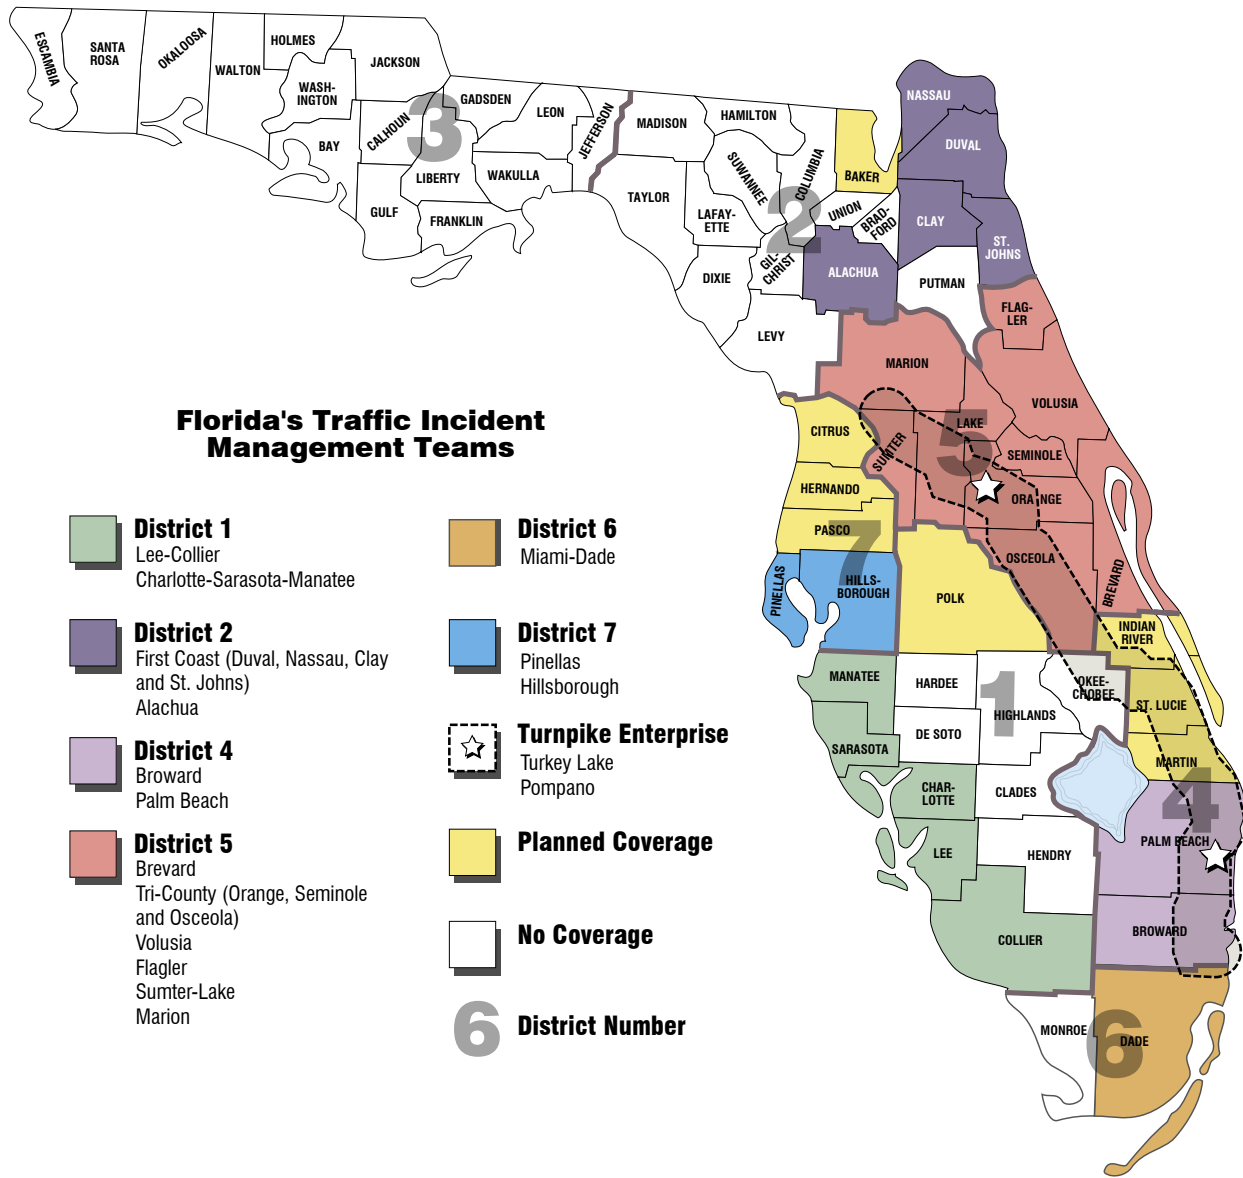 ESCAMBIA
SANTA
ROSA
OKALOOSA
WALTON
HOLMES
WASH-
INGTON
JACKSON
BAY
CALHOUN
GULF
3
GADSDEN
LIBERTY
FRANKLIN
LEON
WAKULLA
JEFFERSON
MADISON
TAYLOR
HAMILTON
SUWANNEE
LAFAY-
ETTE
DIXIE
COLUMBIA
2
GIL-
CHRIST
LEVY
BAKER
UNION
BRAD-
FORD
ALACHUA
NASSAU
DUVAL
CLAY
ST.
JOHNS
PUTMAN
FLAG-
LER
MARION
VOLUSIA
LAKE
5
SUMTER
SEMINOLE
ORANGE
OSCEOLA
BREVARD
CITRUS
HERNANDO
PASCO
7
PINELLAS
HILLS-
BOROUGH
POLK
INDIAN
RIVER
MANATEE
HARDEE
1
HIGHLANDS
OKEE-
CHOBEE
ST. LUCIE
DE SOTO
SARASOTA
MARTIN
4
CHAR-
LOTTE
CLADES
PALM BEACH
LEE
HENDRY
COLLIER
BROWARD
MONROE
6
DADE
Florida's Traffic Incident
Management Teams
District 1
Lee-Collier
Charlotte-Sarasota-Manatee
District 2
First Coast (Duval, Nassau, Clay
and St. Johns)
Alachua
District 4
Broward
Palm Beach
District 5
Brevard
Tri-County (Orange, Seminole
and Osceola)
Volusia
Flagler
Sumter-Lake
Marion
District 6
Miami-Dade
District 7
Pinellas
Hillsborough
Turnpike Enterprise
Turkey Lake
Pompano
Planned Coverage
No Coverage
6 District Number